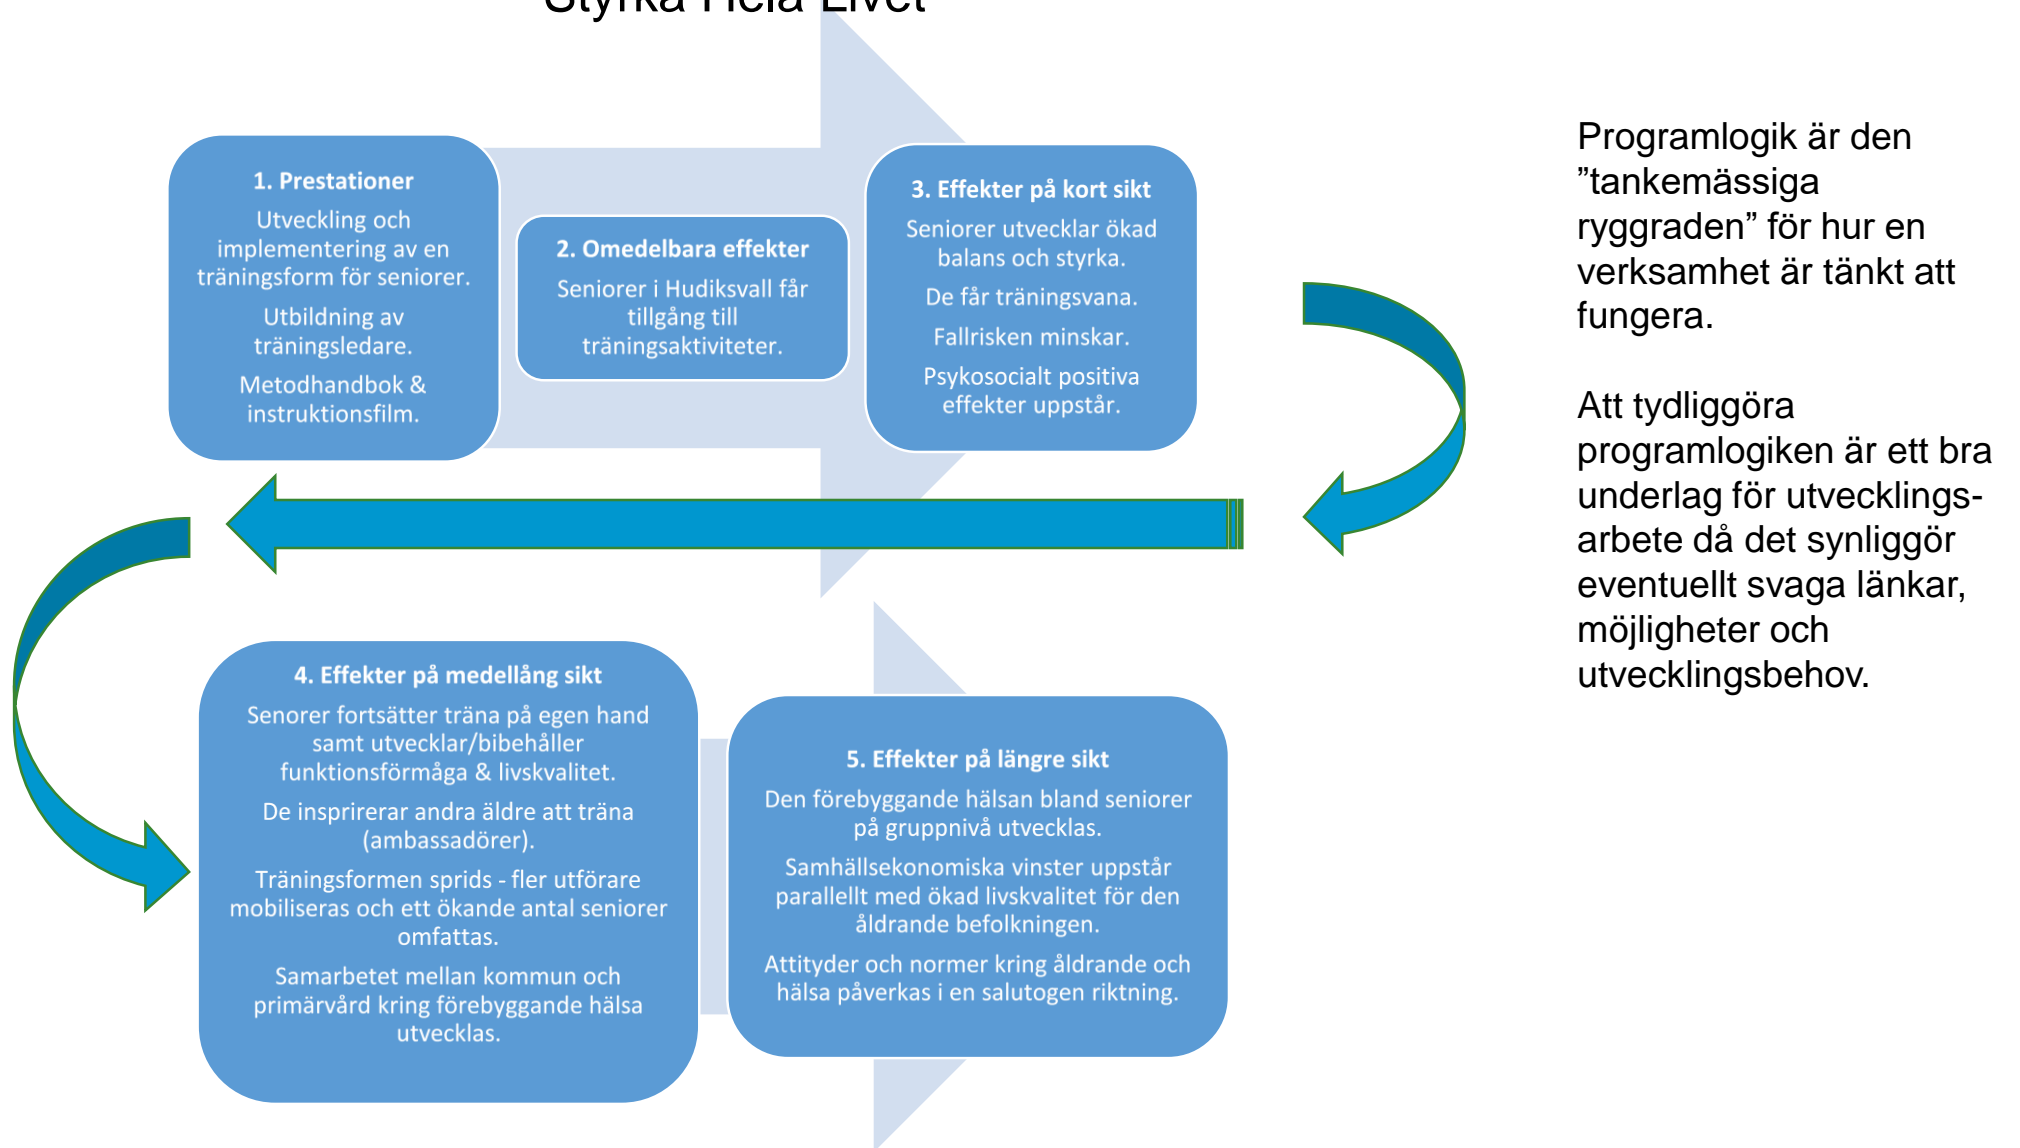 Styrka Hela Livet
1. Prestationer
Utveckling och
implementering av en
träningsform för seniorer.
Utbildning av
träningsledare.
Metodhandbok &
instruktionsfilm.
2. Omedelbara effekter
Seniorer i Hudiksvall får
tillgång till
träningsaktiviteter.
3. Effekter på kort sikt
Seniorer utvecklar ökad
balans och styrka.
De får träningsvana.
Fallrisken minskar.
Psykosocialt positiva
effekter uppstår.
4. Effekter på medellång sikt
Senorer fortsätter träna på egen hand
samt utvecklar/bibehåller
funktionsförmåga & livskvalitet.
De insprirerar andra äldre att träna
(ambassadörer).
Träningsformen sprids - fler utförare
mobiliseras och ett ökande antal seniorer
omfattas.
Samarbetet mellan kommun och
primärvård kring förebyggande hälsa
utvecklas.
5. Effekter på längre sikt
Den förebyggande hälsan bland seniorer
på gruppnivå utvecklas.
Samhällsekonomiska vinster uppstår
parallellt med ökad livskvalitet för den
åldrande befolkningen.
Attityder och normer kring åldrande och
hälsa påverkas i en salutogen riktning.
Programlogik är den
”tankemässiga
ryggraden” för hur en
verksamhet är tänkt att
fungera.
Att tydliggöra
programlogiken är ett bra
underlag för utvecklings-
arbete då det synliggör
eventuellt svaga länkar,
möjligheter och
utvecklingsbehov.